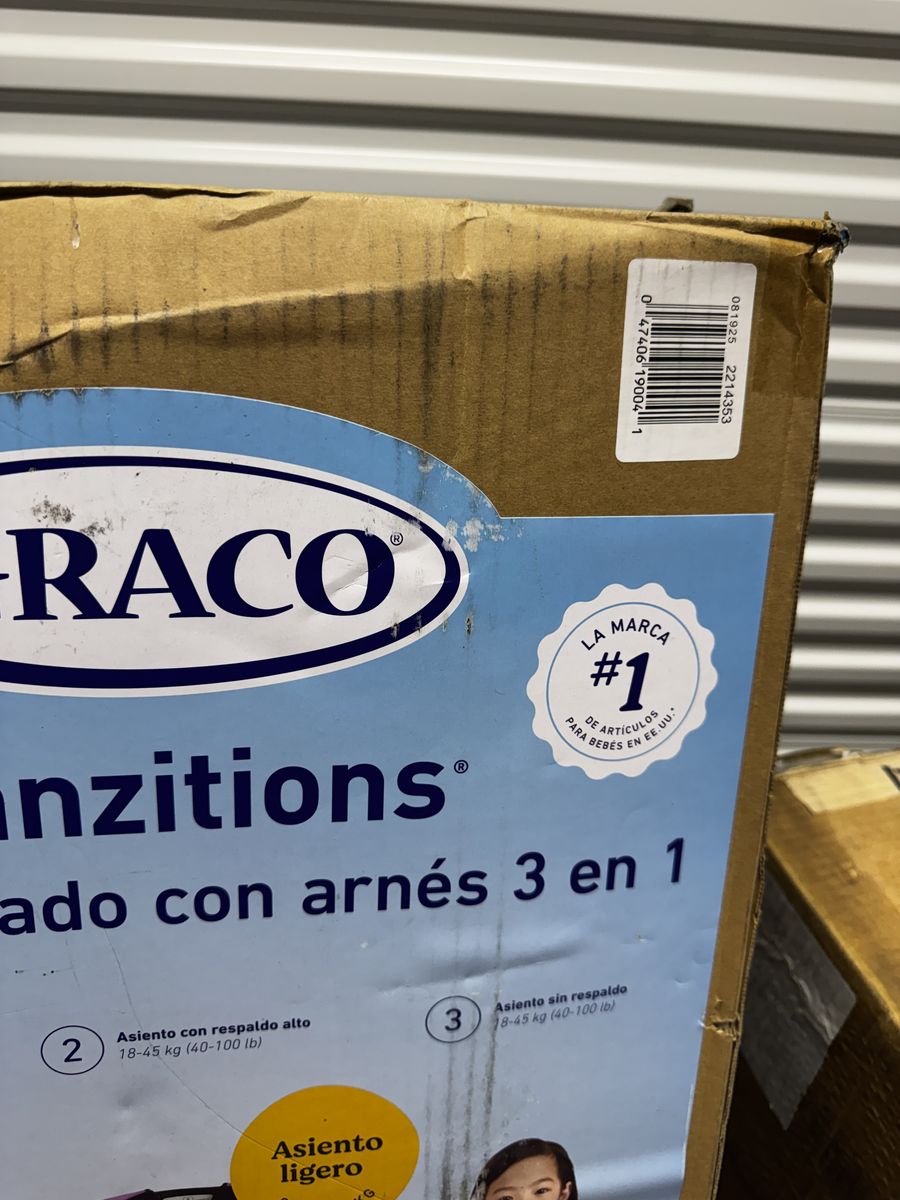 081925 2214353
0 47406 19004 1
RACO®
LA MARCA
#1
DE ARTÍCULOS
PARA BEBÉS EN EE.UU.*
nzitions®
ado con arnés 3 en 1
2
Asiento con respaldo alto
18-45 kg (40-100 lb)
3
Asiento sin respaldo
18-45 kg (40-100 lb)
Asiento
ligero